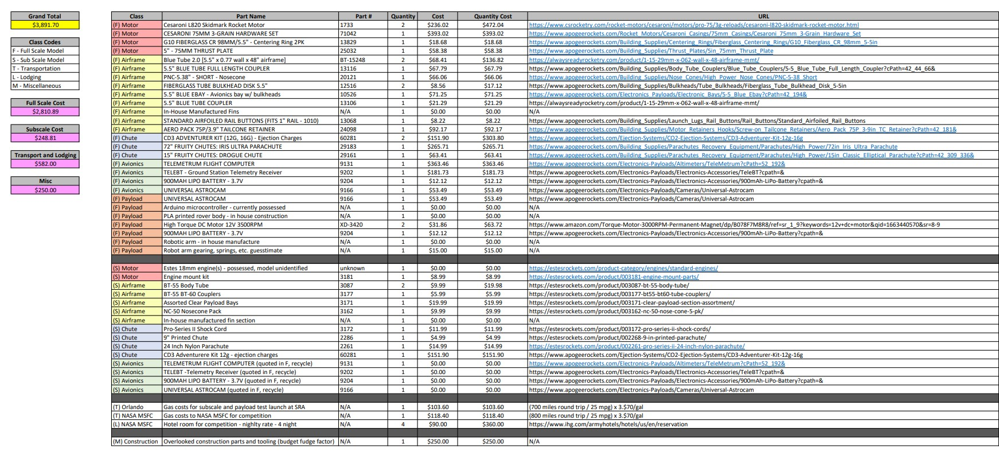 Grand Total
$3,891.70
Class Codes
F - Full Scale Model
S - Sub Scale Model
T - Transportation
L - Lodging
M - Miscellaneous
Full Scale Cost
$2,810.89
Subscale Cost
$248.81
Transport and Lodging
$582.00
Misc
$250.00
Class Part Name Part # Quantity Cost Quantity Cost URL
(F) Motor Cesaroni L820 Skidmark Rocket Motor 1733 2 $236.02 $472.04 https://www.csrocketry.com/rocket-motors/cesaroni/motors/pro-75/3g-reloads/cesaroni-l820-skidmark-rocket-motor.html
(F) Motor CESARONI 75MM 3-GRAIN HARDWARE SET 71042 1 $393.02 $393.02 https://www.apogeerockets.com/Rocket_Motors/Cesaroni_Casings/75mm_Casings/Cesaroni_75mm_3-Grain_Hardware_Set
(F) Motor G10 FIBERGLASS CR 98MM/5.5" - Centering Ring 2PK 13829 1 $18.68 $18.68 https://www.apogeerockets.com/Building_Supplies/Centering_Rings/Fiberglass_Centering_Rings/G10_Fiberglass_CR_98mm_5-5in
(F) Motor 5" - 75MM THRUST PLATE 25032 1 $58.38 $58.38 https://www.apogeerockets.com/Building_Supplies/Thrust_Plates/5in_75mm_Thrust_Plate
(F) Airframe Blue Tube 2.0 [5.5" x 0.77 wall x 48" airframe] BT-15248 2 $68.41 $136.82 https://alwaysreadyrocketry.com/product/1-15-29mm-x-062-wall-x-48-airframe-mmt/
(F) Airframe 5.5" BLUE TUBE FULL LENGTH COUPLER 13116 1 $67.79 $67.79 https://www.apogeerockets.com/Building_Supplies/Body_Tube_Couplers/Blue_Tube_Couplers/5-5_Blue_Tube_Full_Length_Coupler?cPath=42_44_66&
(F) Airframe PNC-5.38" - SHORT - Nosecone 20121 1 $66.06 $66.06 https://www.apogeerockets.com/Building_Supplies/Nose_Cones/High_Power_Nose_Cones/PNC-5-38_Short
(F) Airframe FIBERGLASS TUBE BULKHEAD DISK 5.5" 12516 2 $8.56 $17.12 https://www.apogeerockets.com/Building_Supplies/Bulkheads/Tube_Bulkheads/Fiberglass_Tube_Bulkhead_Disk_5-5in
(F) Airframe 5.5" BLUE EBAY - Avionics bay w/ bulkheads 10526 1 $71.25 $71.25 https://www.apogeerockets.com/Electronics_Payloads/Electronic_Bays/5-5_Blue_Ebay?cPath=42_194&
(F) Airframe 5.5" BLUE TUBE COUPLER 13106 1 $21.29 $21.29 https://alwaysreadyrocketry.com/product/1-15-29mm-x-062-wall-x-48-airframe-mmt/
(F) Airframe In-House Manufactured Fins N/A 1 $0.00 $0.00 N/A
(F) Airframe STANDARD AIRFOILED RAIL BUTTONS (FITS 1" RAIL - 1010) 13068 1 $8.22 $8.22 https://www.apogeerockets.com/Building_Supplies/Launch_Lugs_Rail_Buttons/Rail_Buttons/Standard_Airfoiled_Rail_Buttons
(F) Airframe AERO PACK 75P/3.9" TAILCONE RETAINER 24098 1 $92.17 $92.17 https://www.apogeerockets.com/Building_Supplies/Motor_Retainers_Hooks/Screw-on_Tailcone_Retainers/Aero_Pack_75P_3-9in_TC_Retainer?cPath=42_181&
(F) Chute CD3 ADVENTURER KIT (12G, 16G) - Ejection Charges 60281 2 $151.90 $303.80 https://www.apogeerockets.com/Ejection-Systems/CO2-Ejection-Systems/CD3-Adventurer-Kit-12g-16g
(F) Chute 72" FRUITY CHUTES: IRIS ULTRA PARACHUTE 29183 1 $265.71 $265.71 https://www.apogeerockets.com/Building_Supplies/Parachutes_Recovery_Equipment/Parachutes/High_Power/72in_Iris_Ultra_Parachute
(F) Chute 15" FRUITY CHUTES: DROGUE CHUTE 29161 1 $63.41 $63.41 https://www.apogeerockets.com/Building_Supplies/Parachutes_Recovery_Equipment/Parachutes/High_Power/15in_Classic_Elliptical_Parachute?cPath=42_309_336&
(F) Avionics TELEMETRUM FLIGHT COMPUTER 9131 1 $363.46 $363.46 https://www.apogeerockets.com/Electronics-Payloads/Altimeters/TeleMetrum?cPath=52_192&
(F) Avionics TELEBT - Ground Station Telemetry Receiver 9202 1 $181.73 $181.73 https://www.apogeerockets.com/Electronics-Payloads/Electronics-Accessories/TeleBT?cpath=&
(F) Avionics 900MAH LIPO BATTERY - 3.7V 9204 1 $12.12 $12.12 https://www.apogeerockets.com/Electronics-Payloads/Electronics-Accessories/900mAh-LiPo-Battery?cpath=&
(F) Avionics UNIVERSAL ASTROCAM 9166 1 $53.49 $53.49 https://www.apogeerockets.com/Electronics-Payloads/Cameras/Universal-Astrocam
(F) Payload UNIVERSAL ASTROCAM 9166 1 $53.49 $53.49 https://www.apogeerockets.com/Electronics-Payloads/Cameras/Universal-Astrocam
(F) Payload Arduino microcontroller - currently possessed N/A 1 $0.00 $0.00 N/A
(F) Payload PLA printed rover body - in house construction N/A 1 $0.00 $0.00 N/A
(F) Payload High Torque DC Motor 12V 3500RPM XD-3420 2 $31.86 $63.72 https://www.amazon.com/Torque-Motor-3000RPM-Permanent-Magnet/dp/B078F7M8R8/ref=sr_1_9?keywords=12v+dc+motor&qid=1663440570&sr=8-9
(F) Payload 900MAH LIPO BATTERY - 3.7V 9204 1 $12.12 $12.12 https://www.apogeerockets.com/Electronics-Payloads/Electronics-Accessories/900mAh-LiPo-Battery?cpath=&
(F) Payload Robotic arm - in house manufacture N/A 1 $0.00 $0.00 N/A
(F) Payload Robot arm gearing, springs, etc. guesstimate N/A 1 $15.00 $15.00 N/A
(S) Motor Estes 18mm engine(s) - possessed, model unidentified unknown 1 $0.00 $0.00 https://estesrockets.com/product-category/engines/standard-engines/
(S) Motor Engine mount kit 3181 1 $8.99 $8.99 https://estesrockets.com/product/003181-engine-mount-parts/
(S) Airframe BT-55 Body Tube 3087 2 $9.99 $19.98 https://estesrockets.com/product/003087-bt-55-body-tube/
(S) Airframe BT-55 BT-60 Couplers 3177 1 $5.99 $5.99 https://estesrockets.com/product/003177-bt55-bt60-tube-couplers/
(S) Airframe Assorted Clear Payload Bays 3171 1 $19.99 $19.99 https://estesrockets.com/product/003171-clear-payload-section-assortment/
(S) Airframe NC-50 Nosecone Pack 3162 1 $9.99 $9.99 https://estesrockets.com/product/003162-nc-50-nose-cone-5-pk/
(S) Airframe In-house manufactured fin section N/A 1 $0.00 $0.00 N/A
(S) Chute Pro-Series II Shock Cord 3172 1 $11.99 $11.99 https://estesrockets.com/product/003172-pro-series-ii-shock-cords/
(S) Chute 9" Printed Chute 2286 1 $4.99 $4.99 https://estesrockets.com/product/002268-9-in-printed-parachute/
(S) Chute 24 Inch Nylon Parachute 2261 1 $14.99 $14.99 https://estesrockets.com/product/002261-pro-series-ii-24-inch-nylon-parachute/
(S) Chute CD3 Adventurere Kit 12g - ejection charges 60281 1 $151.90 $151.90 https://www.apogeerockets.com/Ejection-Systems/CO2-Ejection-Systems/CD3-Adventurer-Kit-12g-16g
(S) Avionics TELEMETRUM FLIGHT COMPUTER (quoted in F, recycle) 9131 1 $0.00 $0.00 https://www.apogeerockets.com/Electronics-Payloads/Altimeters/TeleMetrum?cPath=52_192&
(S) Avionics TELEBT -Telemetry Receiver (quoted in F, recycle) 9202 1 $0.00 $0.00 https://www.apogeerockets.com/Electronics-Payloads/Electronics-Accessories/TeleBT?cpath=&
(S) Avionics 900MAH LIPO BATTERY - 3.7V (quoted in F, recycle) 9204 1 $0.00 $0.00 https://www.apogeerockets.com/Electronics-Payloads/Electronics-Accessories/900mAh-LiPo-Battery?cpath=&
(S) Avionics UNIVERSAL ASTROCAM (quoted in F, recycle) 9166 1 $0.00 $0.00 https://www.apogeerockets.com/Electronics-Payloads/Cameras/Universal-Astrocam
(T) Orlando Gas costs for subscale and payload test launch at SRA N/A 1 $103.60 $103.60 (700 miles round trip / 25 mpg) x 3.$70/gal
(T) NASA MSFC Gas costs to NASA MSFC for competition N/A 1 $118.40 $118.40 (800 miles round trip / 25 mpg) x 3.$70/gal
(L) NASA MSFC Hotel room for competition - nighlty rate - 4 night N/A 4 $90.00 $360.00 https://www.ihg.com/armyhotels/hotels/us/en/reservation
(M) Construction Overlooked construction parts and tooling (budget fudge factor) N/A 1 $250.00 $250.00 N/A